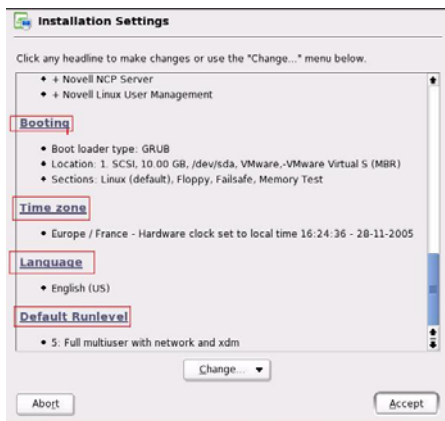 Installation Settings
Click any headline to make changes or use the "Change..." menu below.
+ Novell NCP Server
+ Novell Linux User Management
Booting
Boot loader type: GRUB
Location: 1. SCSI, 10.00 GB, /dev/sda, VMware,-VMware Virtual S (MBR)
Sections: Linux (default), Floppy, Failsafe, Memory Test
Time zone
Europe / France - Hardware clock set to local time 16:24:36 - 28-11-2005
Language
English (US)
Default Runlevel
5: Full multiuser with network and xdm
Change...
Abort
Accept